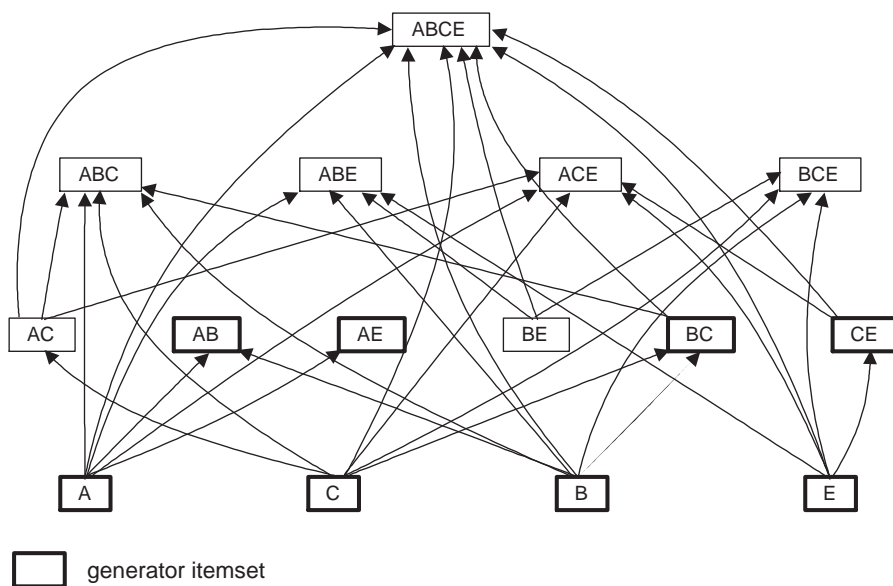 ABCE
ABC ABE ACE BCE
AC AB AE BE BC CE
A C B E
generator itemset